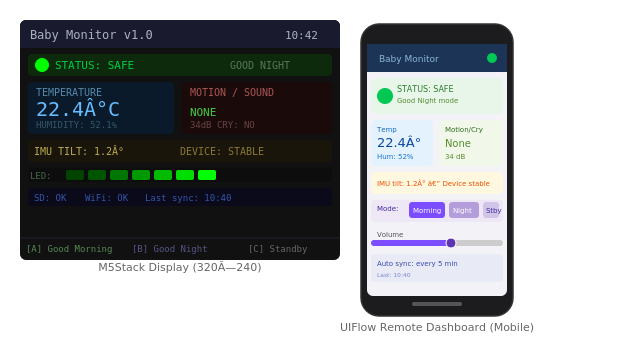 Baby Monitor v1.0 10:42
STATUS: SAFE GOOD NIGHT
TEMPERATURE MOTION / SOUND
22.4Â°C NONE
HUMIDITY: 52.1% 34dB CRY: NO
IMU TILT: 1.2Â° DEVICE: STABLE
LED:
SD: OK WiFi: OK Last sync: 10:40
[A] Good Morning [B] Good Night [C] Standby
M5Stack Display (320Ã—240)
Baby Monitor
STATUS: SAFE
Good Night mode
Temp Motion/Cry
22.4Â° None
Hum: 52% 34 dB
IMU tilt: 1.2Â° â€” Device stable
Mode: Morning Night Stby
Volume
Auto sync: every 5 min
Last: 10:40
UIFlow Remote Dashboard (Mobile)